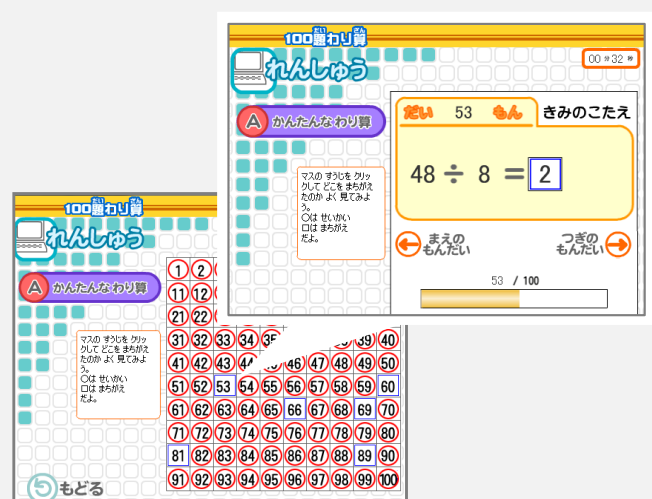 100題わり算
れんしゅう
00 分 32 秒
A かんたんなわり算
だい 53 もん きみのこたえ
48 ÷ 8 = 2
マスの すうじを クリッ
クして どこを まちがえ
たのか よく 見てみよ
う。
○は せいかい
口は まちがえ
だよ。
まえの
もんだい
つぎの
もんだい
53 / 100
100題わり算
れんしゅう
A かんたんなわり算
マスの すうじを クリッ
クして どこを まちがえ
たのか よく 見てみよ
う。
○は せいかい
口は まちがえ
だよ。
1 2
11 12
21 22
31 32 33 34 35 39 40
41 42 43 44 46 47 48 49 50
51 52 53 54 55 56 57 58 59 60
61 62 63 64 65 66 67 68 69 70
71 72 73 74 75 76 77 78 79 80
81 82 83 84 85 86 87 88 89 90
91 92 93 94 95 96 97 98 99 100
もどる